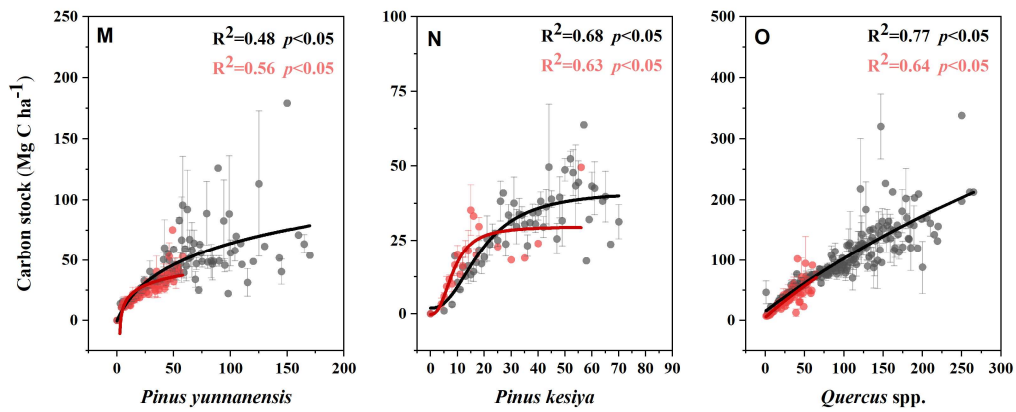 Carbon stock (Mg C ha⁻¹)
M
R²=0.48 p<0.05
R²=0.56 p<0.05
250
200
150
100
50
0
0 50 100 150 200
Pinus yunnanensis
N
R²=0.68 p<0.05
R²=0.63 p<0.05
100
75
50
25
0
0 10 20 30 40 50 60 70 80 90
Pinus kesiya
O
R²=0.77 p<0.05
R²=0.64 p<0.05
500
400
300
200
100
0
0 50 100 150 200 250 300
Quercus spp.